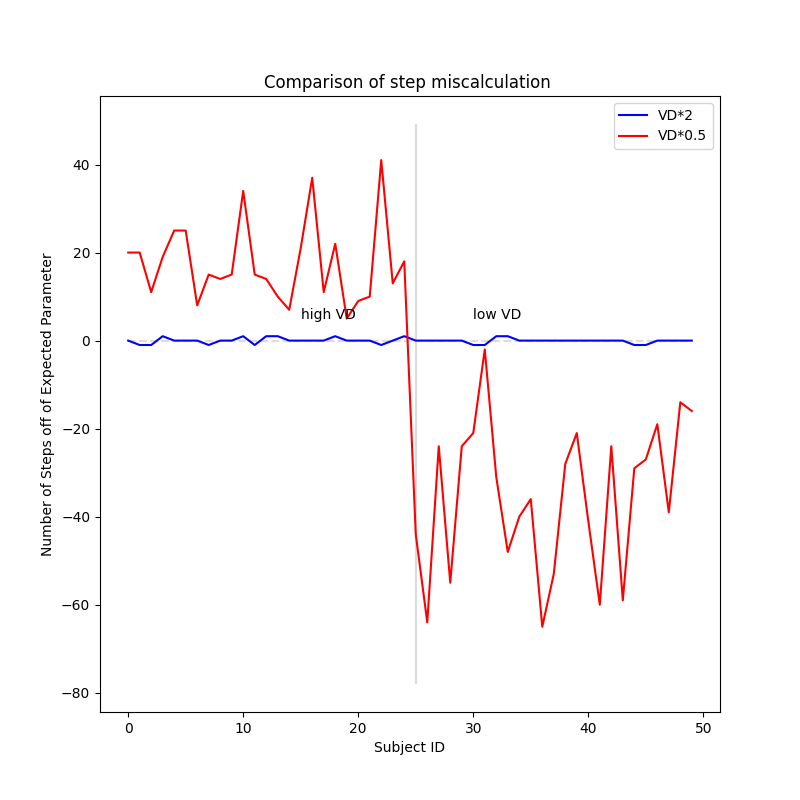 Comparison of step miscalculation
VD*2
VD*0.5
high VD
low VD
40
20
0
−20
−40
−60
−80
Number of Steps off of Expected Parameter
0 10 20 30 40 50
Subject ID